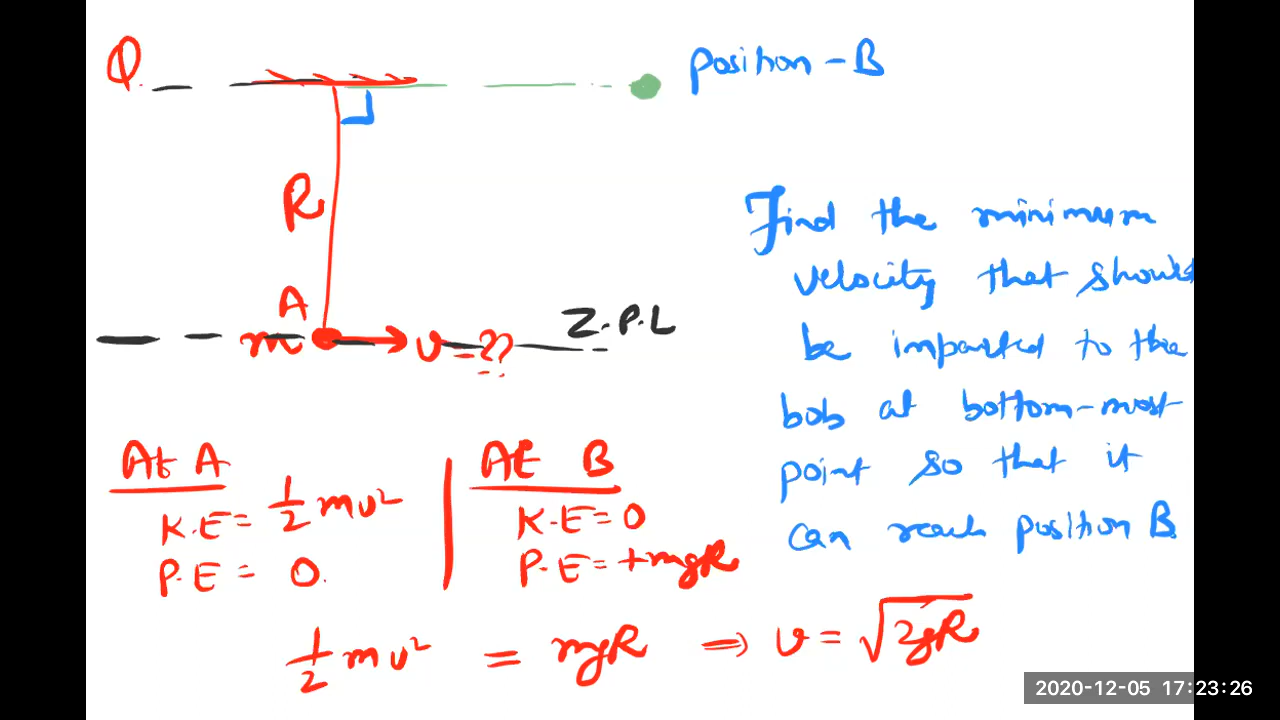 Q.
Position - B
R
A
m
v = ??
Z.P.L
Find the minimum
velocity that should
be imparted to the
bob at bottom-most
point so that it
can reach position B
At A
K.E = 1/2 mv²
P.E = 0.
At B
K.E = 0
P.E = +mgR
1/2 mv² = mgR ⇒ v = √2gR
2020-12-05 17:23:26